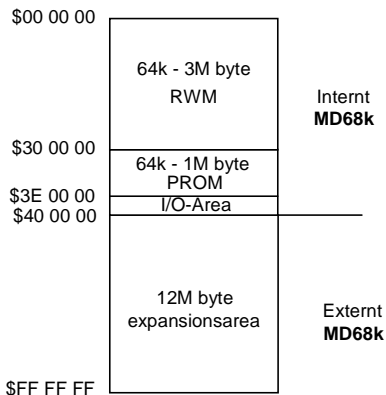 $00 00 00
64k - 3M byte
RWM
Internt
MD68k
$30 00 00
64k - 1M byte
PROM
$3E 00 00
I/O-Area
$40 00 00
12M byte
expansionsarea
Externt
MD68k
$FF FF FF